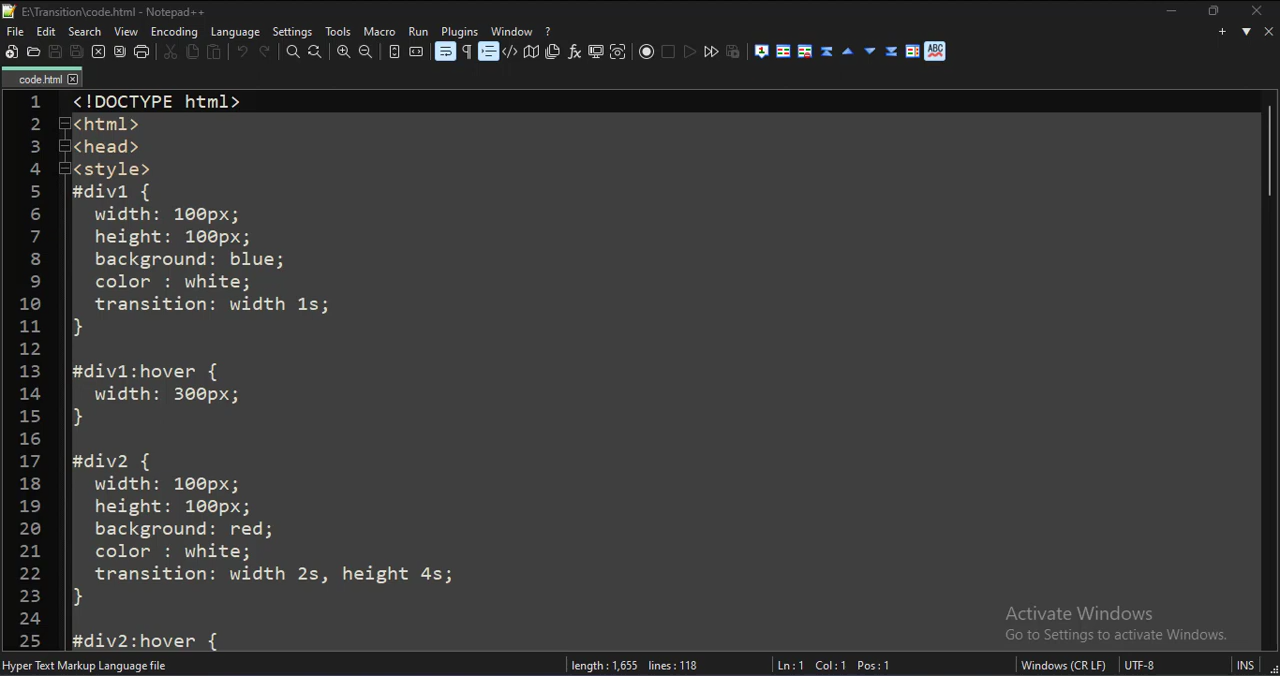 E:\Transition\code.html - Notepad++
File Edit Search View Encoding Language Settings Tools Macro Run Plugins Window ?
code.html
1 <!DOCTYPE html>
2 <html>
3 <head>
4 <style>
5 #div1 {
6 width: 100px;
7 height: 100px;
8 background: blue;
9 color : white;
10 transition: width 1s;
11 }
12
13 #div1:hover {
14 width: 300px;
15 }
16
17 #div2 {
18 width: 100px;
19 height: 100px;
20 background: red;
21 color : white;
22 transition: width 2s, height 4s;
23 }
24
25 #div2:hover {
Activate Windows
Go to Settings to activate Windows.
Hyper Text Markup Language file length : 1,655 lines : 118 Ln : 1 Col : 1 Pos : 1 Windows (CR LF) UTF-8 INS